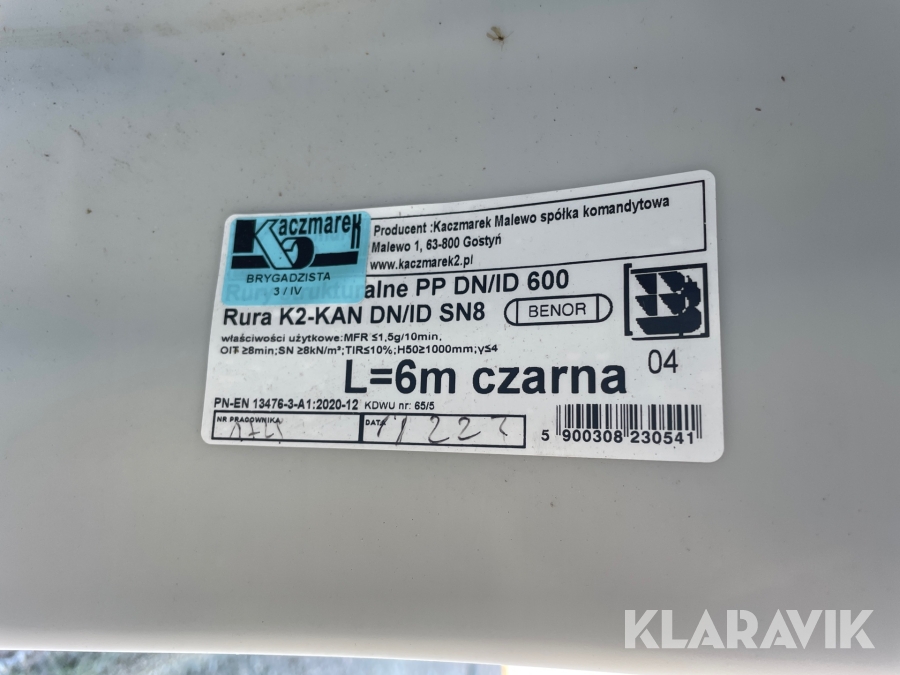 Kaczmarek
K2
BRYGADZISTA
3 / IV
Producent :Kaczmarek Malewo spółka komandytowa
Malewo 1, 63-800 Gostyń
www.kaczmarek2.pl
alne PP DN/ID 600
Rura K2-KAN DN/ID SN8
BENOR
B
04
właściwości użytkowe:MFR ≤1,5g/10min,
OIT ≥8min;SN ≥8kN/m²;TIR≤10%;H50≥1000mm;γ≤4
L=6m czarna
PN-EN 13476-3-A1:2020-12 KDWU nr: 65/5
NR PRACOWNIKA
DATA
5 900308 230541
KLARAVIK